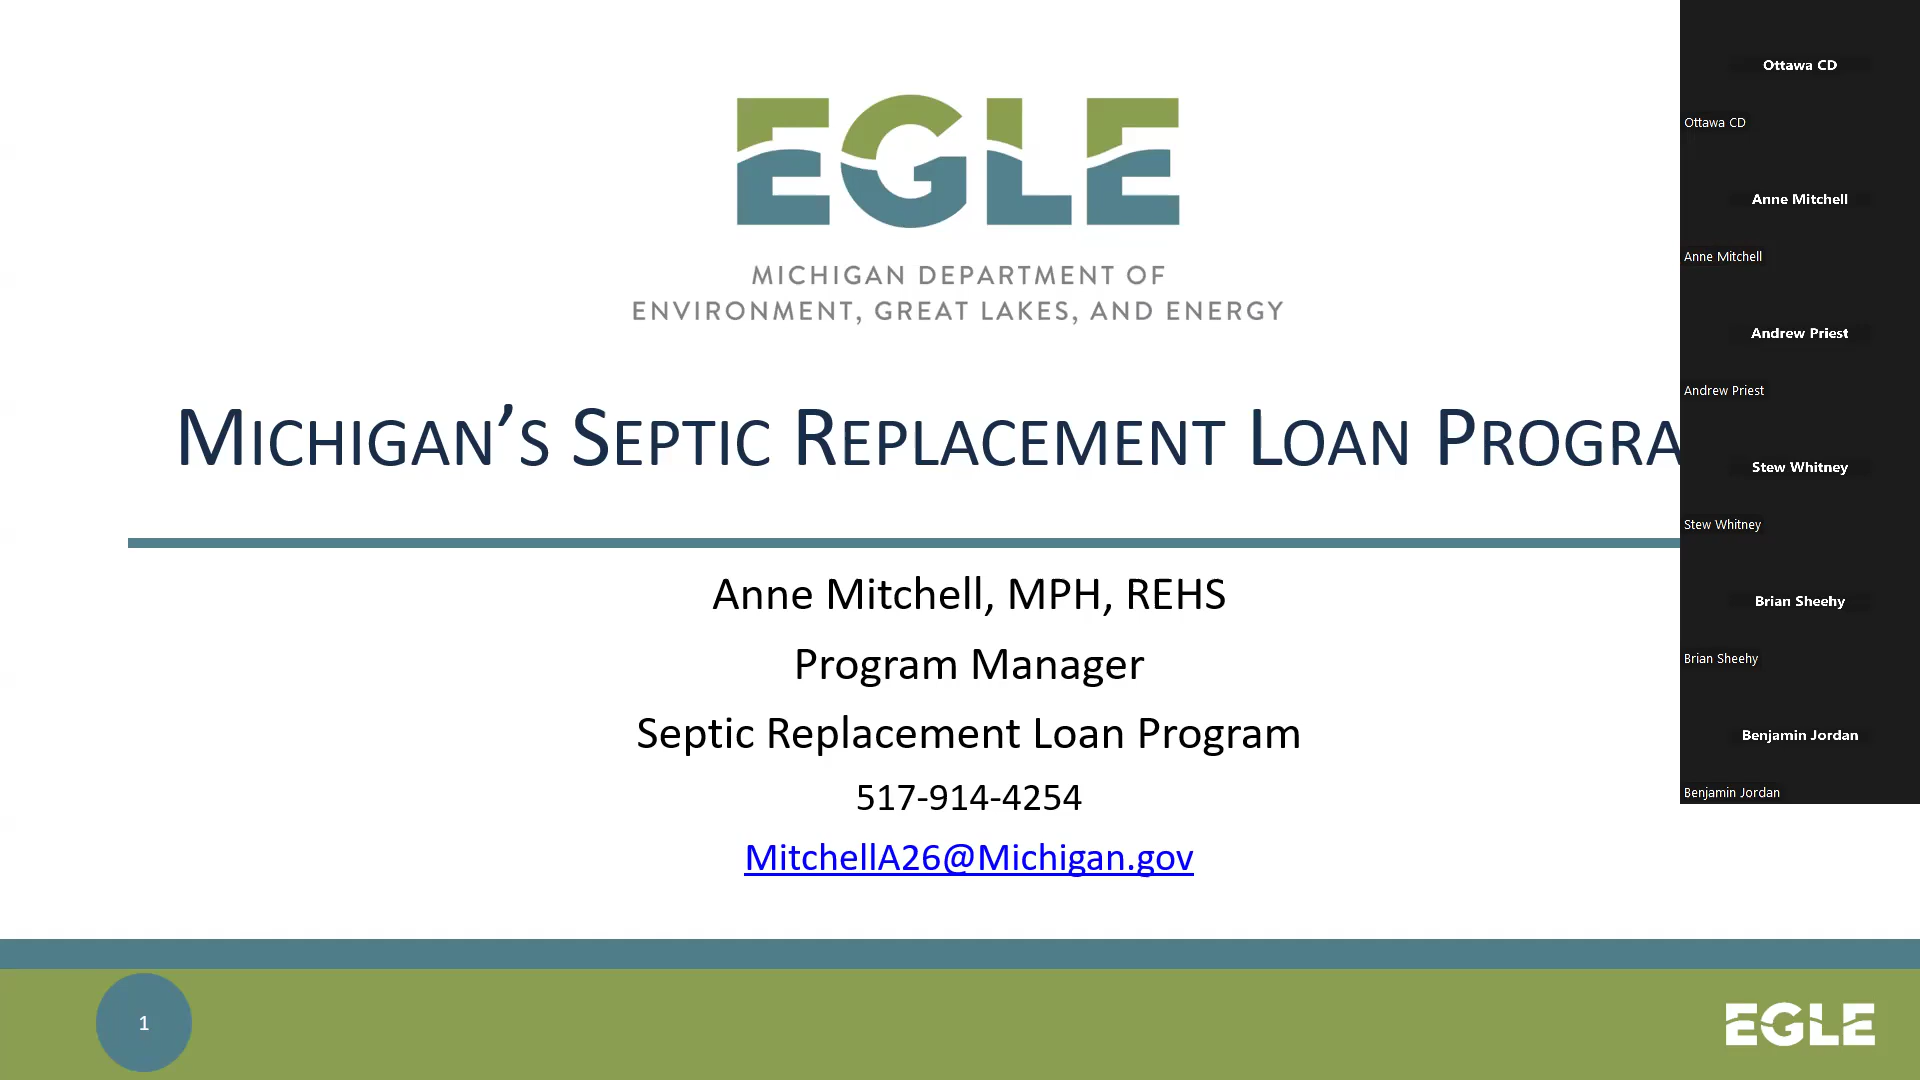 EGLE
MICHIGAN DEPARTMENT OF
ENVIRONMENT, GREAT LAKES, AND ENERGY
MICHIGAN’S SEPTIC REPLACEMENT LOAN PROGRA
Anne Mitchell, MPH, REHS
Program Manager
Septic Replacement Loan Program
517-914-4254
MitchellA26@Michigan.gov
1
EGLE
Ottawa CD
Ottawa CD
Anne Mitchell
Anne Mitchell
Andrew Priest
Andrew Priest
Stew Whitney
Stew Whitney
Brian Sheehy
Brian Sheehy
Benjamin Jordan
Benjamin Jordan